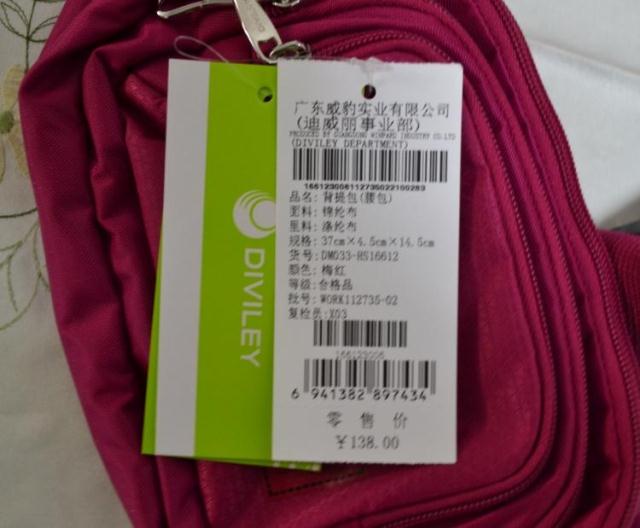 广东威豹实业有限公司
(迪威丽事业部)
PRODUCED BY GUANGDONG WINPARD INDUSTRY CO.LTD
(DIVILEY DEPARTMENT)
166123006112735022100283
品名: 背提包(腰包)
面料: 锦纶布
里料: 涤纶布
规格: 37cm×4.5cm×14.5cm
货号: DM033-HS16612
颜色: 梅红
等级: 合格品
批号: WORK112735-02
复检员: X03
166123006
6 941382 897434
零售价
¥138.00
DIVILEY